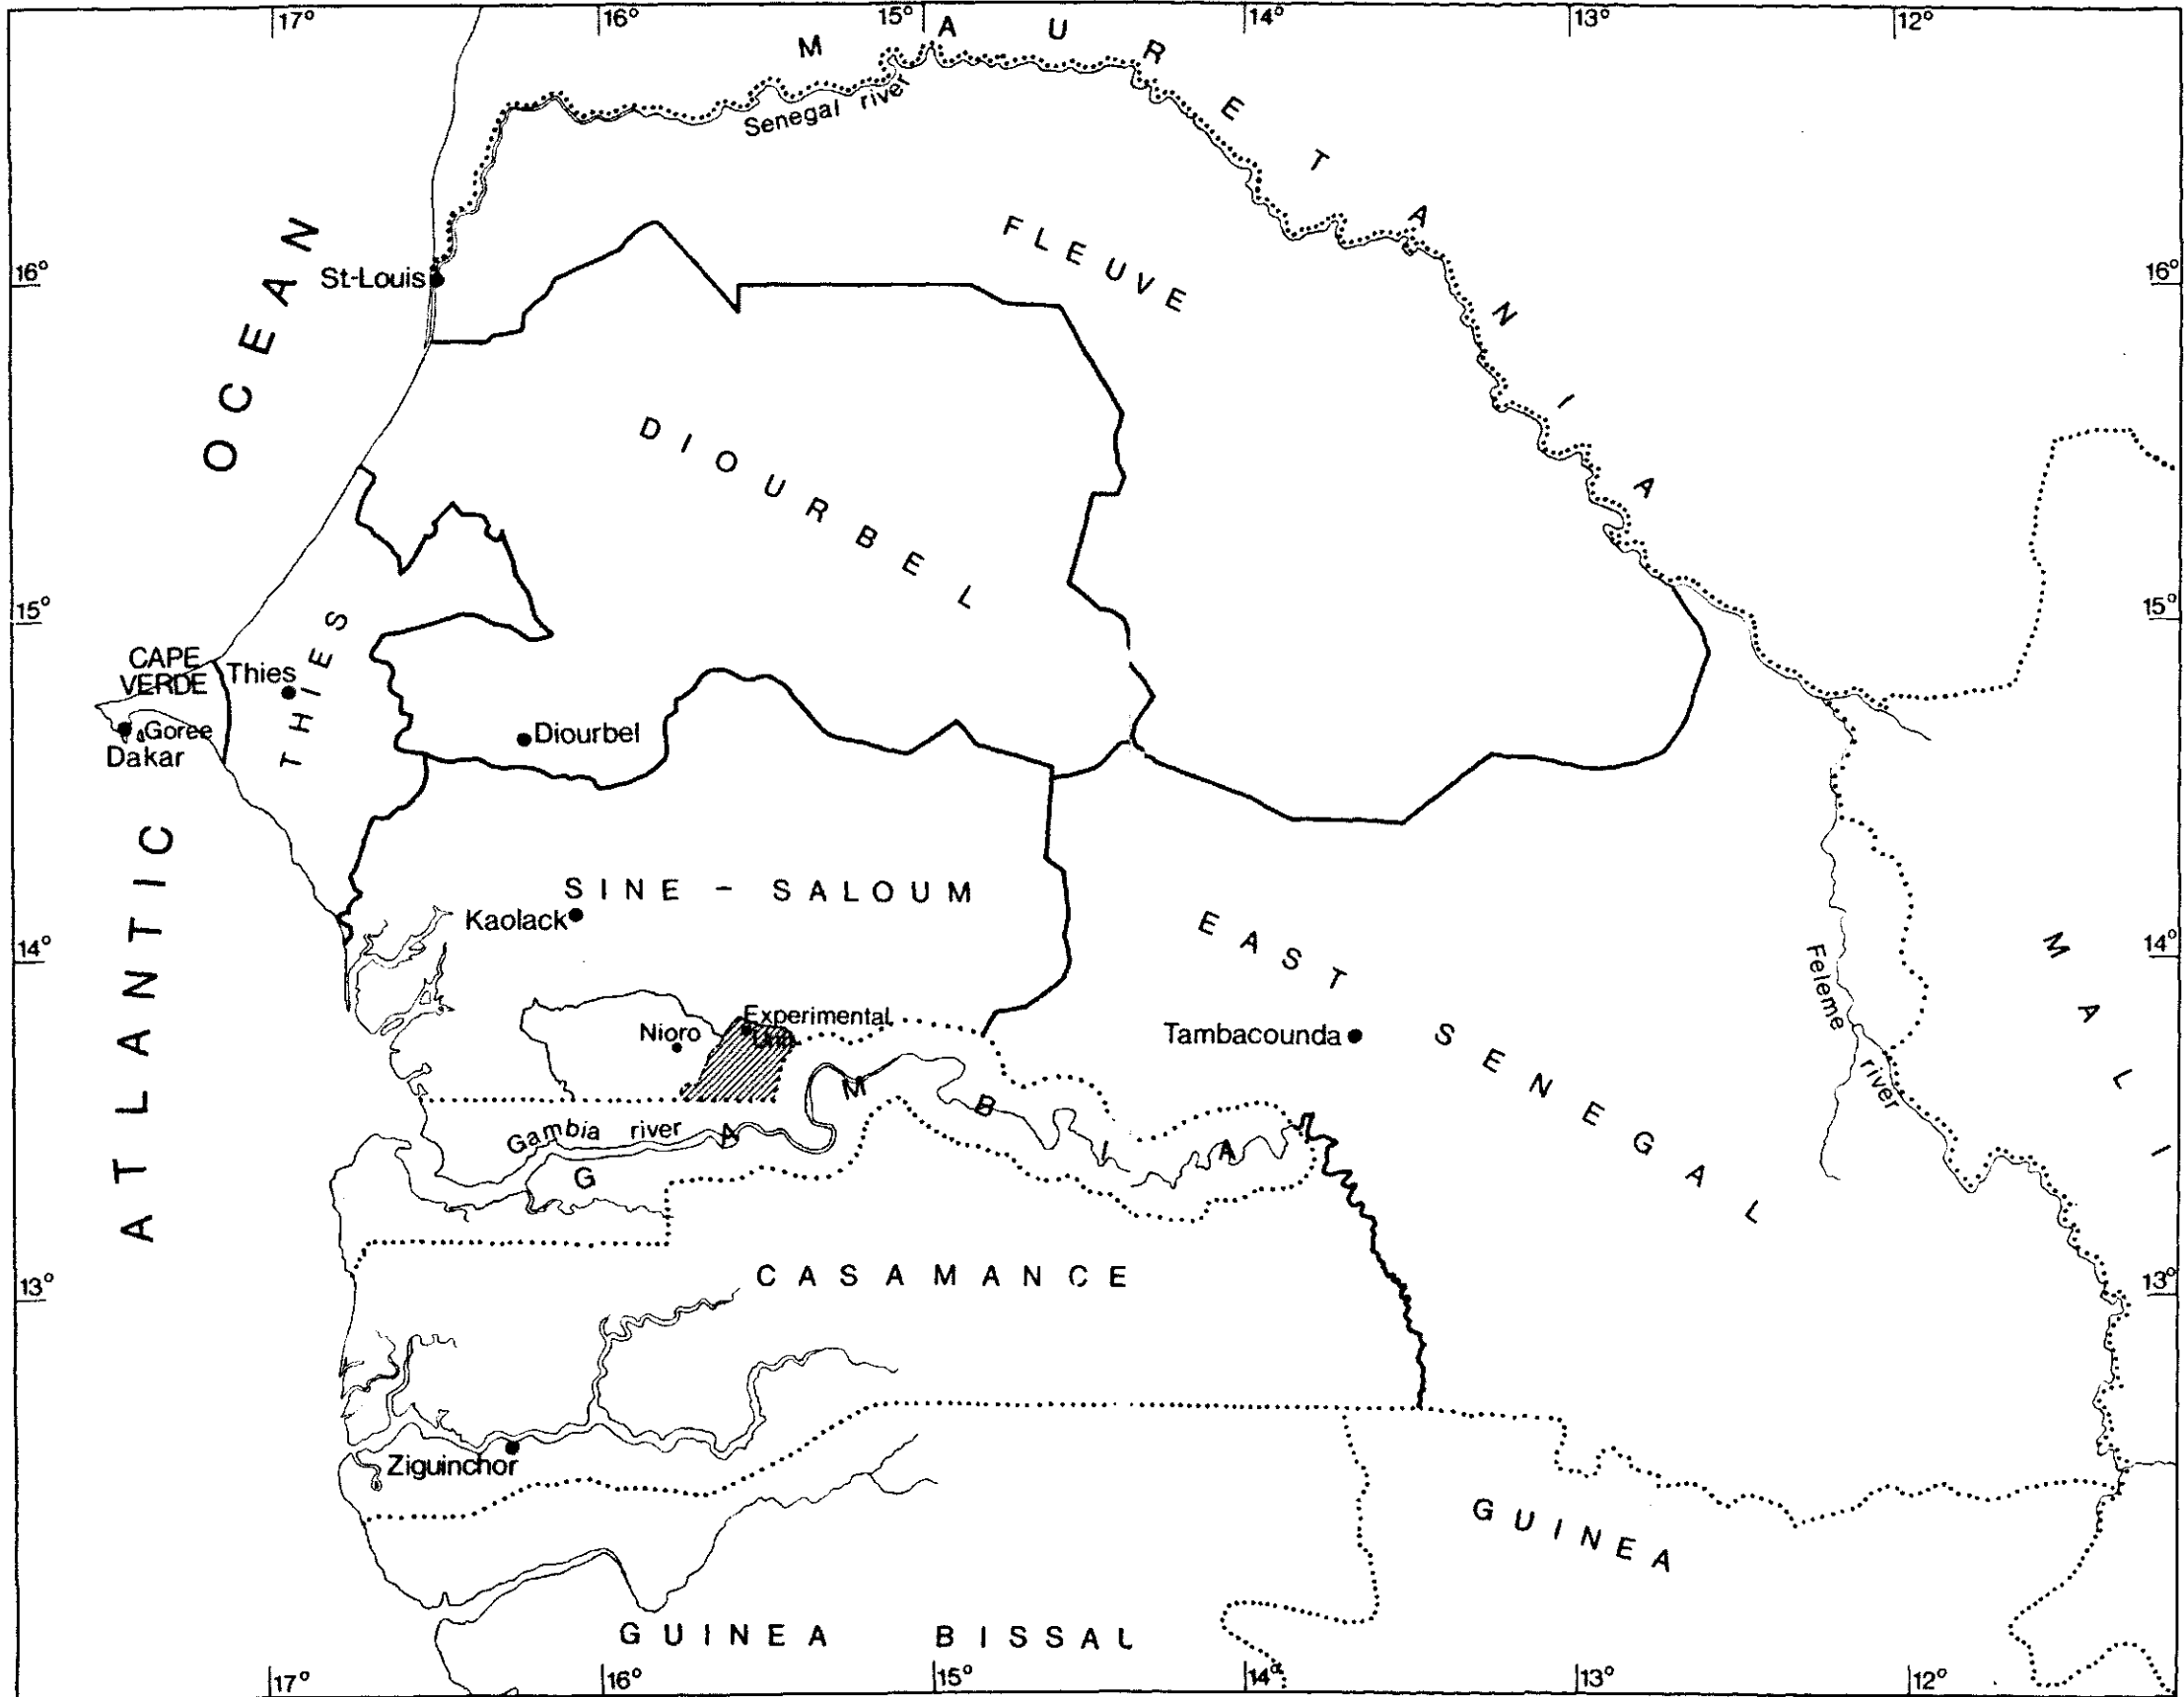 17° 16° 15° 14° 13° 12°
MAURETANIA
Senegal river
OCEAN
FLEUVE
St-Louis
16° 16°
DIOURBEL
15° 15°
CAPE
VERDE
Thies
THIES
Goree
Dakar
Diourbel
ATLANTIC
SINE - SALOUM
Kaolack
EAST SENEGAL
14° 14°
MALI
Feleme river
Experimental
Unit
Nioro
Tambacounda
GAMBIA
Gambia river
CASAMANCE
13° 13°
Ziguinchor
GUINEA
GUINEA BISSAU
17° 16° 15° 14° 13° 12°